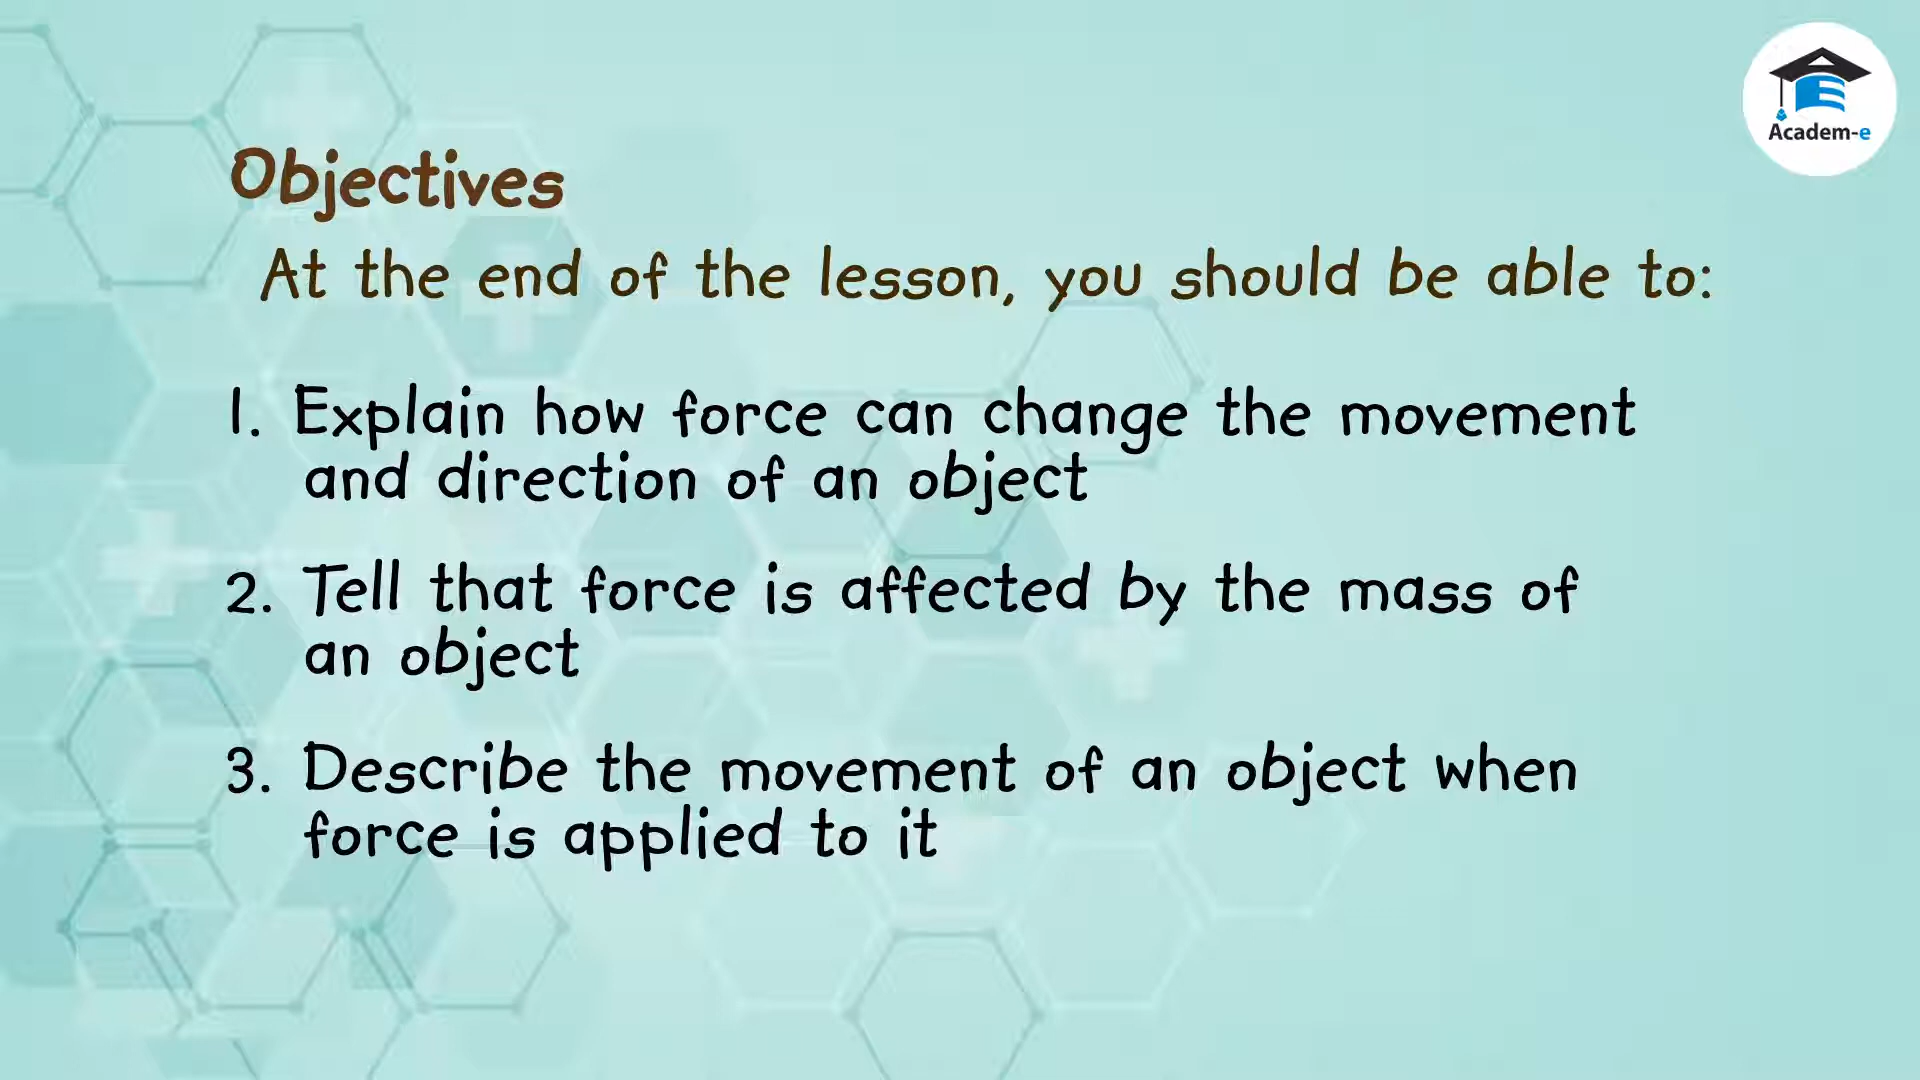 Academ-e
Objectives
At the end of the lesson, you should be able to:
1. Explain how force can change the movement
and direction of an object
2. Tell that force is affected by the mass of
an object
3. Describe the movement of an object when
force is applied to it